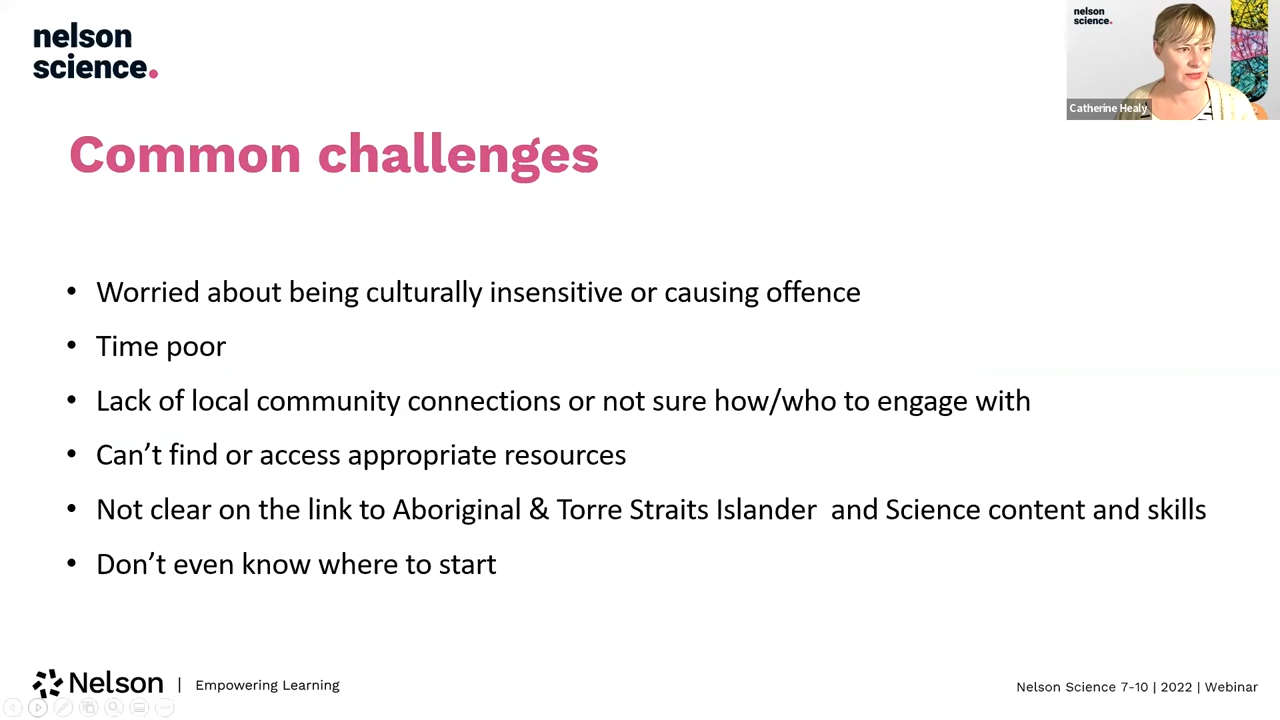 nelson
science.
nelson
science.
Catherine Healy
Common challenges
• Worried about being culturally insensitive or causing offence
• Time poor
• Lack of local community connections or not sure how/who to engage with
• Can’t find or access appropriate resources
• Not clear on the link to Aboriginal & Torre Straits Islander  and Science content and skills
• Don’t even know where to start
Nelson | Empowering Learning
Nelson Science 7-10 | 2022 | Webinar